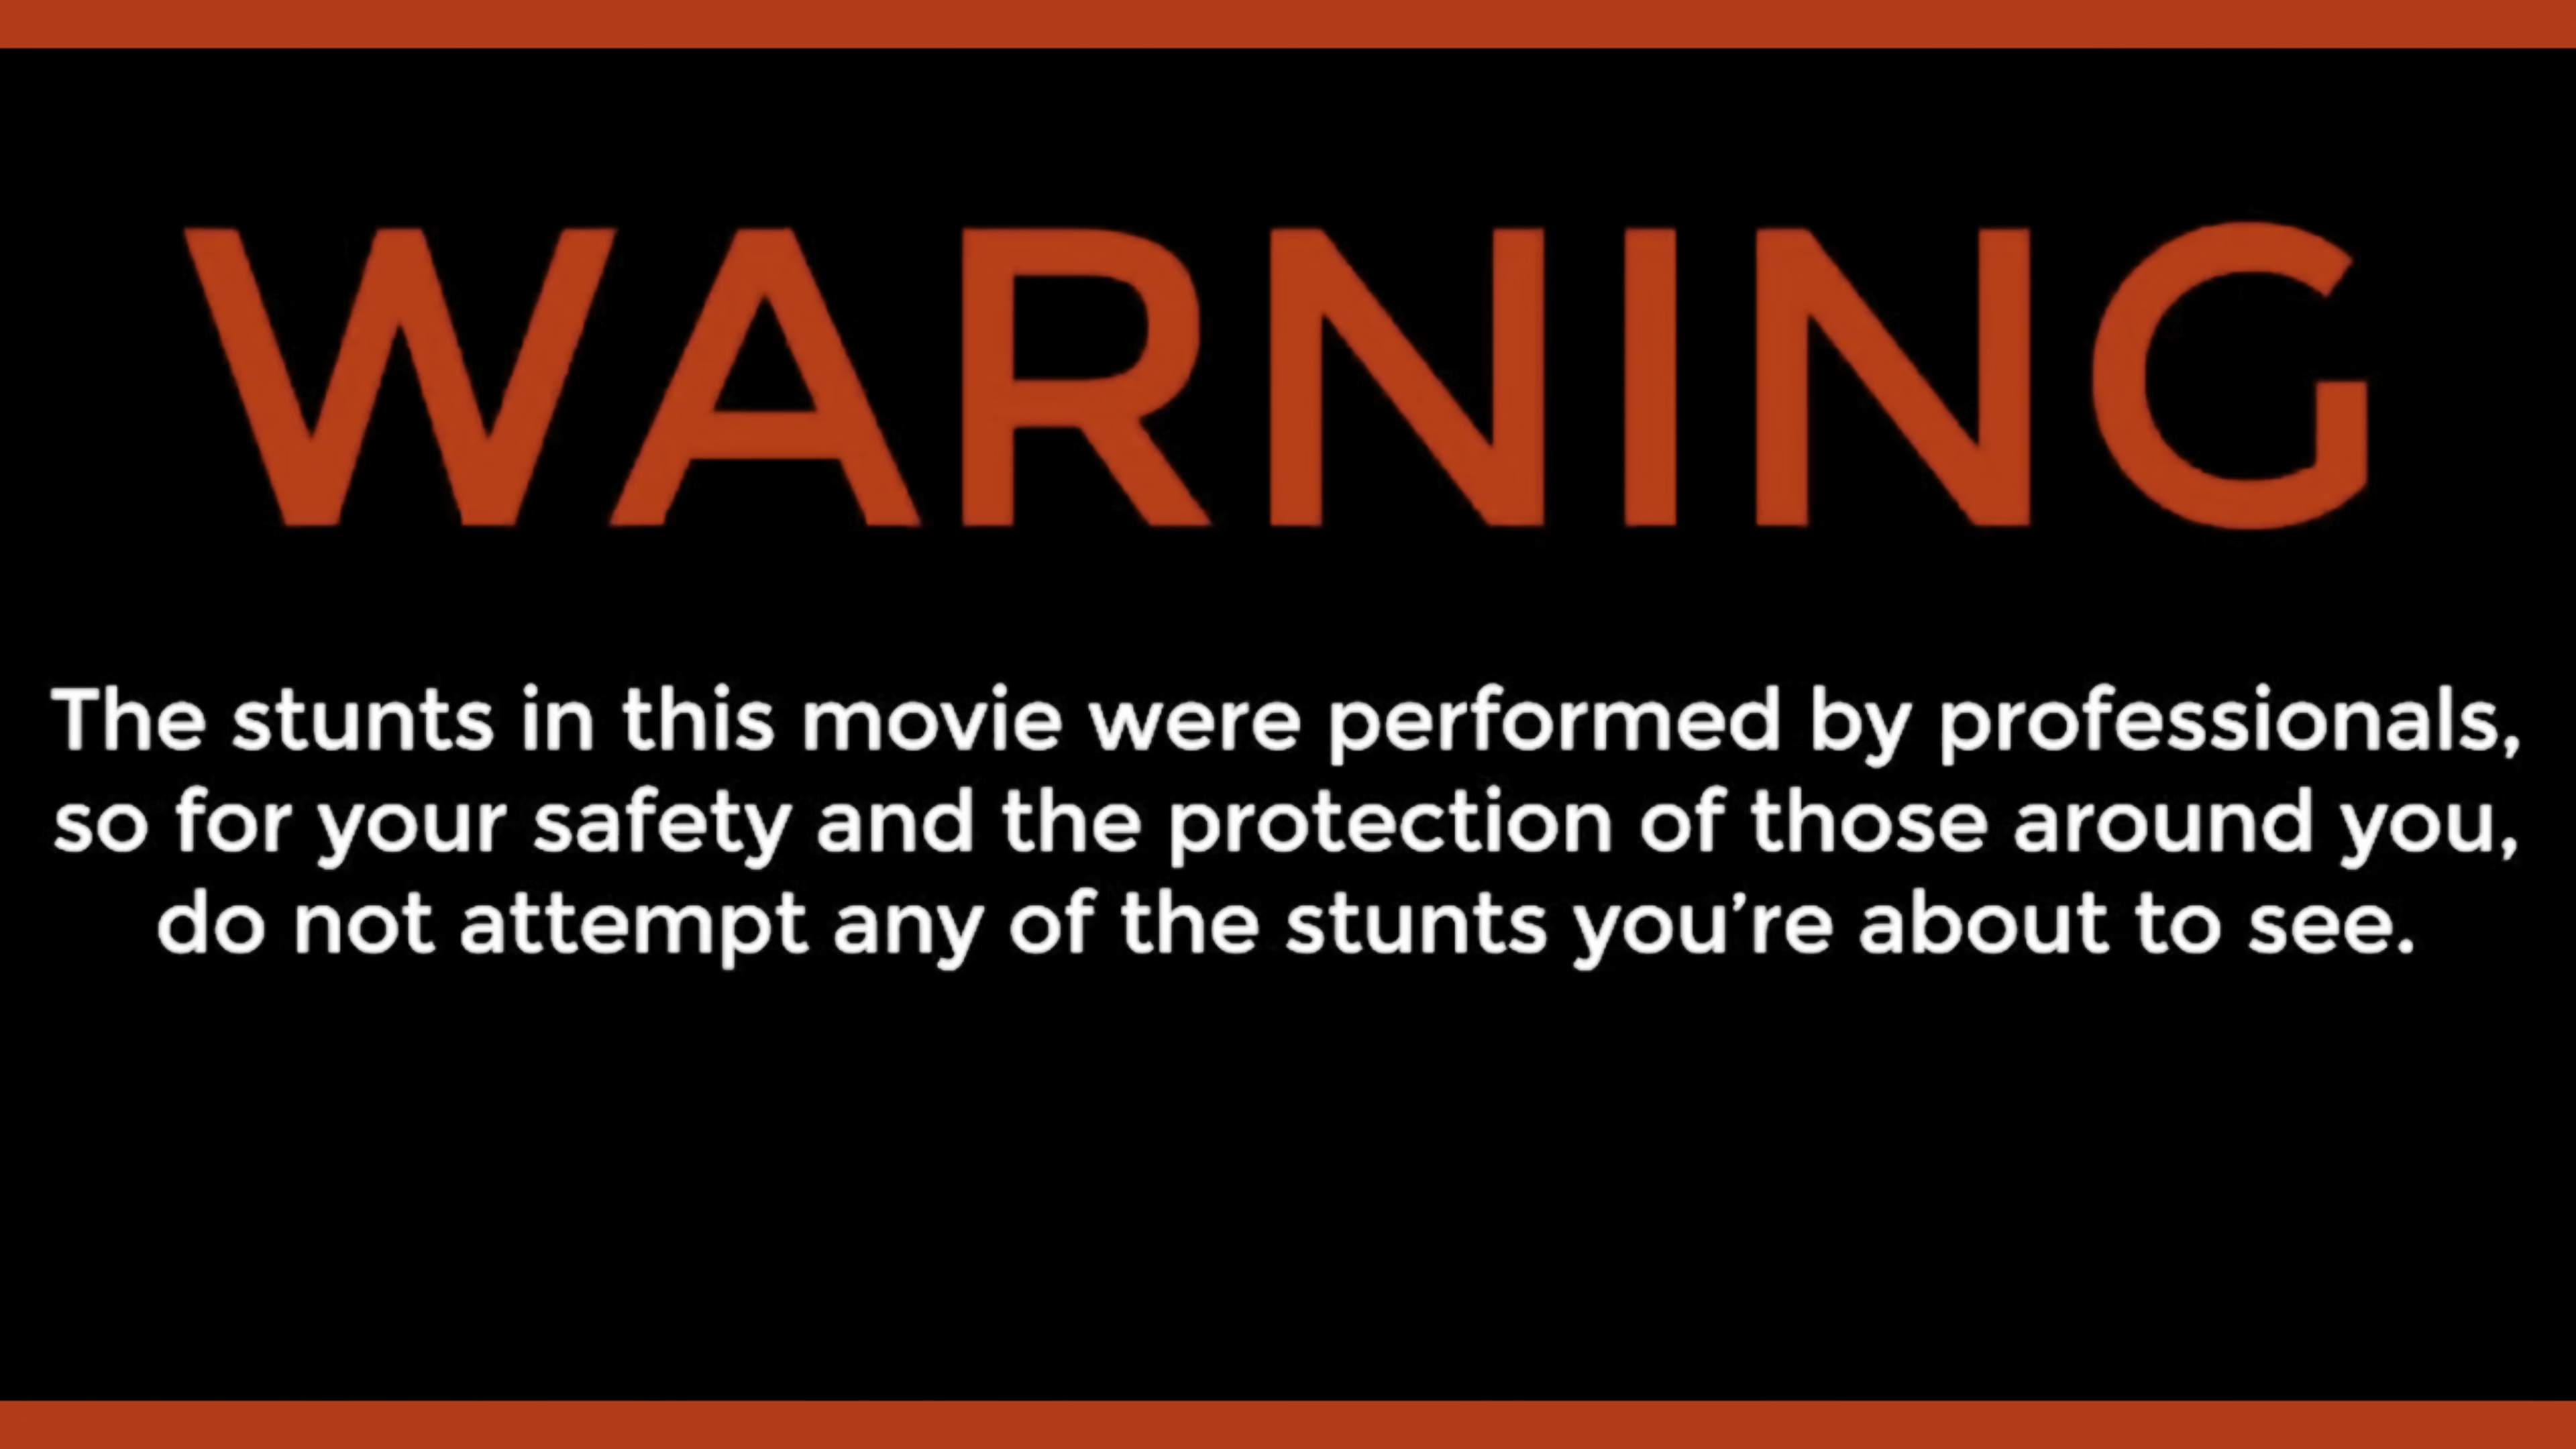 WARNING
The stunts in this movie were performed by professionals,
so for your safety and the protection of those around you,
do not attempt any of the stunts you’re about to see.